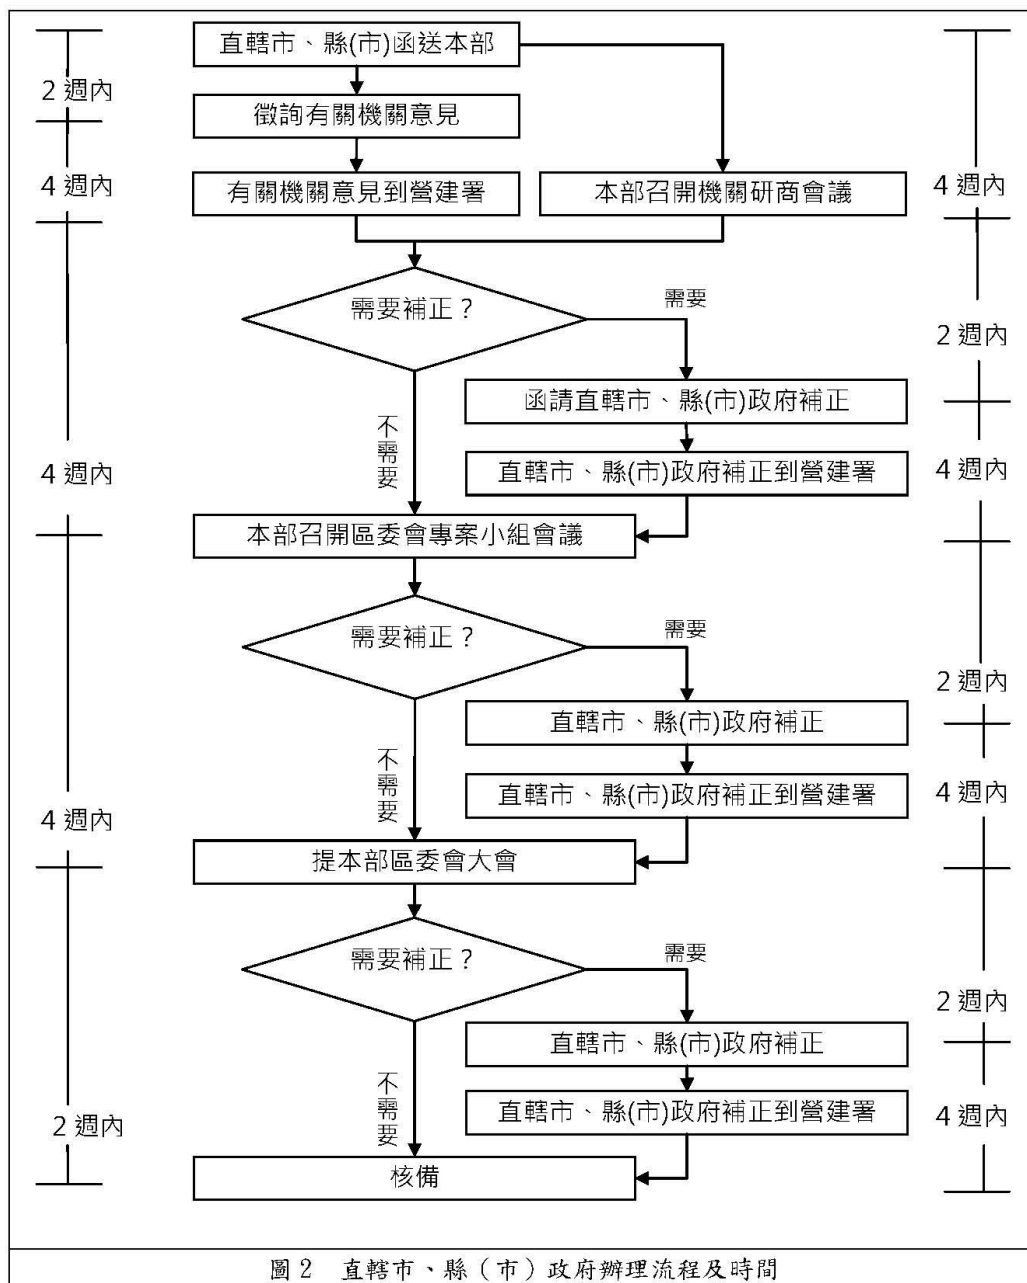 直轄市、縣(市)函送本部
2週內
徵詢有關機關意見
4週內
有關機關意見到營建署
本部召開機關研商會議
4週內
需要補正？
需要
2週內
函請直轄市、縣(市)政府補正
不需要
4週內
直轄市、縣(市)政府補正到營建署
4週內
本部召開區委會專案小組會議
需要補正？
需要
2週內
直轄市、縣(市)政府補正
不需要
直轄市、縣(市)政府補正到營建署
4週內
4週內
提本部區委會大會
需要補正？
需要
2週內
直轄市、縣(市)政府補正
不需要
直轄市、縣(市)政府補正到營建署
4週內
2週內
核備
圖2 直轄市、縣（市）政府辦理流程及時間